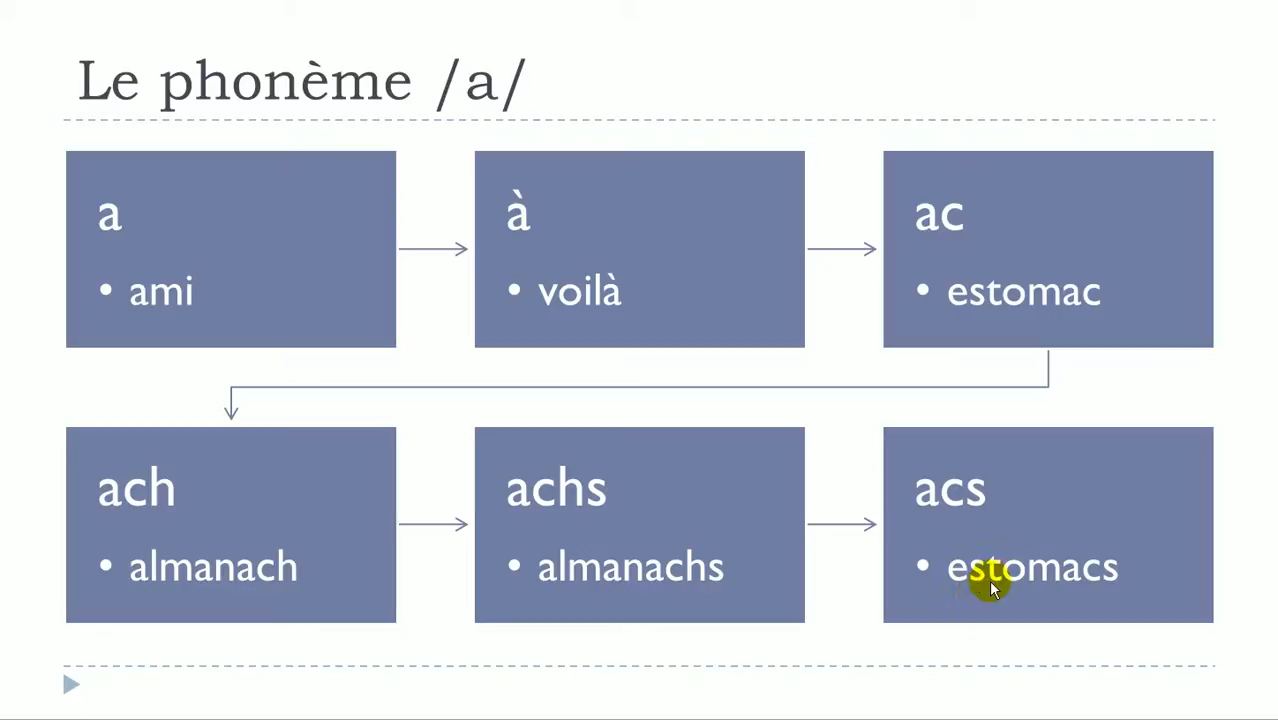 Le phonème /a/
a
• ami
à
• voilà
ac
• estomac
ach
• almanach
achs
• almanachs
acs
• estomacs